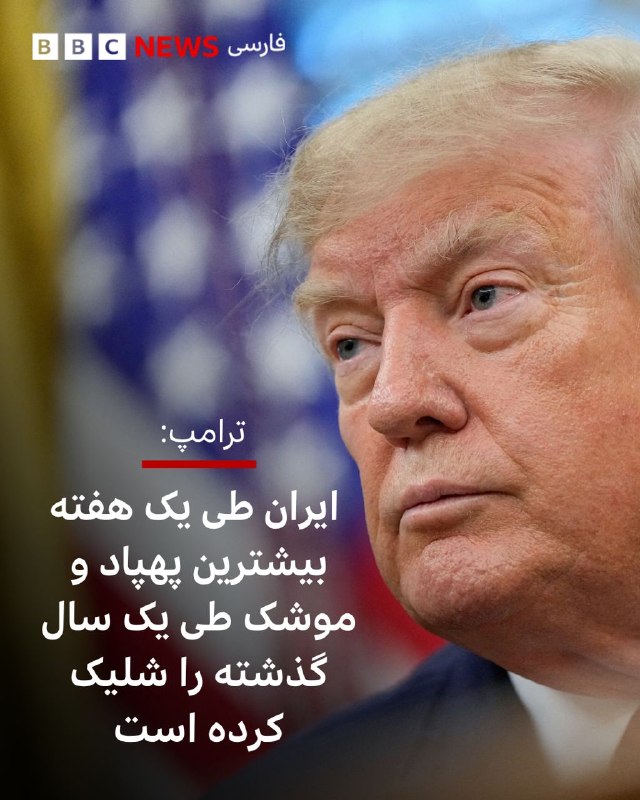 BBC NEWS فارسی
ترامپ:
ایران طی یک هفته
بیشترین پهپاد و
موشک طی یک سال
گذشته را شلیک
کرده است